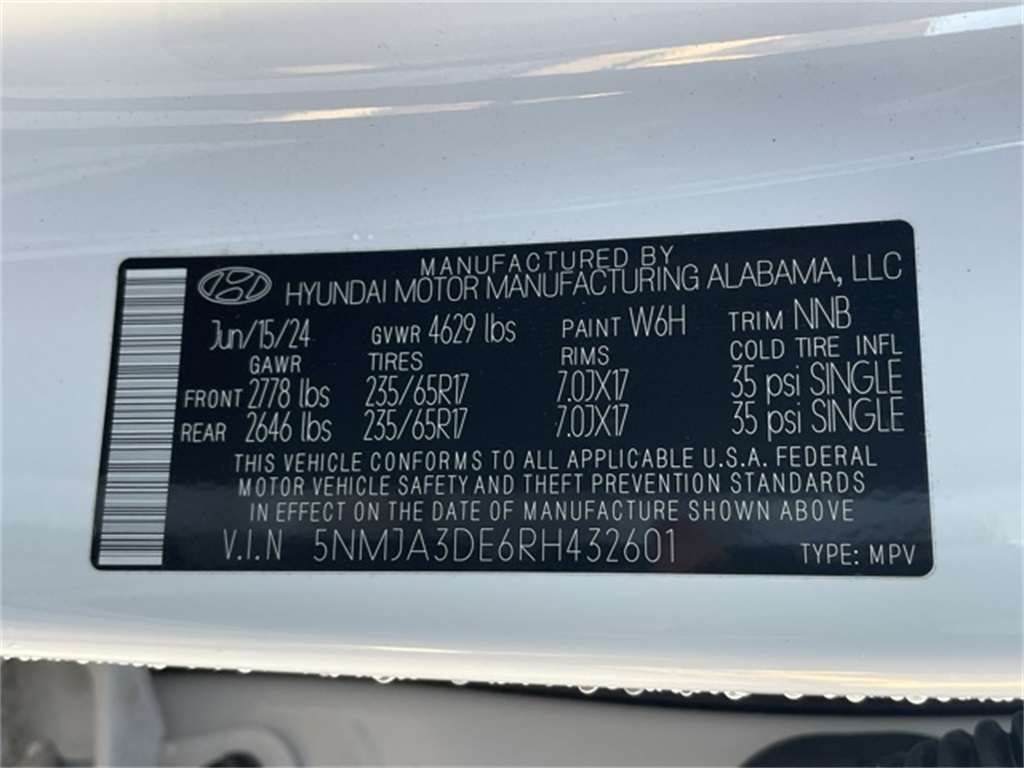 MANUFACTURED BY
HYUNDAI MOTOR MANUFACTURING ALABAMA, LLC
Jun/15/24 GVWR 4629 lbs PAINT W6H TRIM NNB
GAWR TIRES RIMS COLD TIRE INFL
FRONT 2778 lbs 235/65R17 7.0JX17 35 psi SINGLE
REAR 2646 lbs 235/65R17 7.0JX17 35 psi SINGLE
THIS VEHICLE CONFORMS TO ALL APPLICABLE U.S.A. FEDERAL
MOTOR VEHICLE SAFETY AND THEFT PREVENTION STANDARDS
IN EFFECT ON THE DATE OF MANUFACTURE SHOWN ABOVE
V.I.N 5NMJA3DE6RH432601 TYPE: MPV